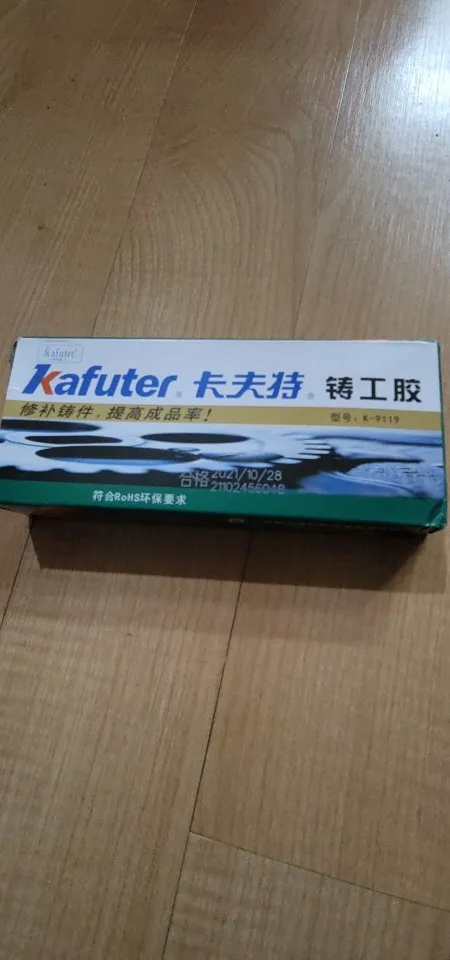 Kafuter®
Kafuter® 卡夫特® 铸工胶
修补铸件，提高成品率！
型号：K-9119
合格 2021/10/28
符合RoHS环保要求